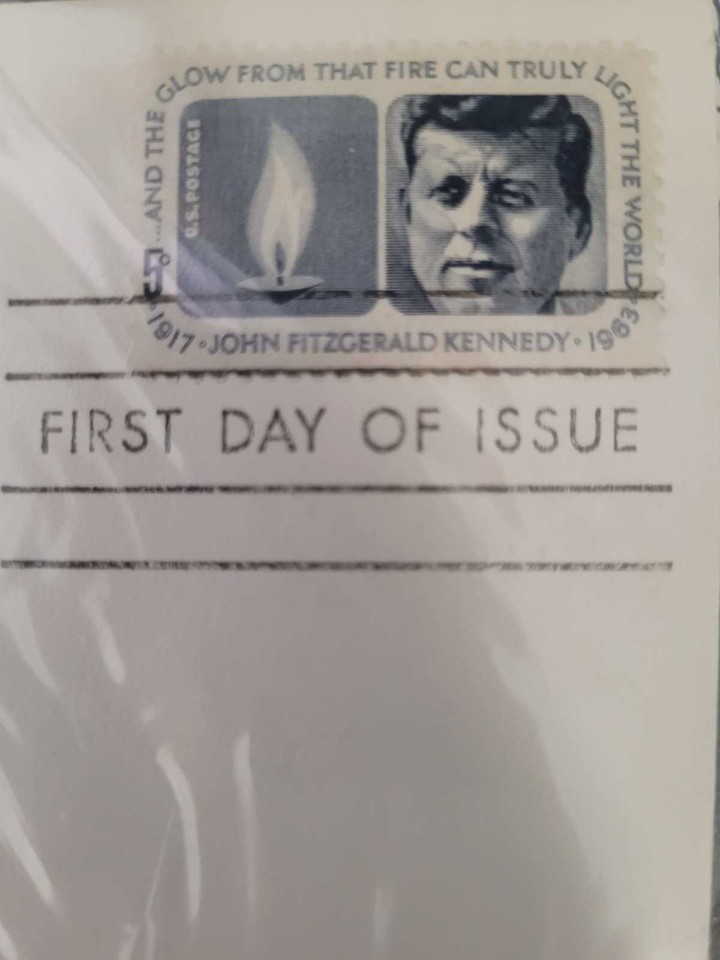 ...AND THE GLOW FROM THAT FIRE CAN TRULY LIGHT THE WORLD
U.S. POSTAGE
5¢
1917 • JOHN FITZGERALD KENNEDY • 1963
FIRST DAY OF ISSUE